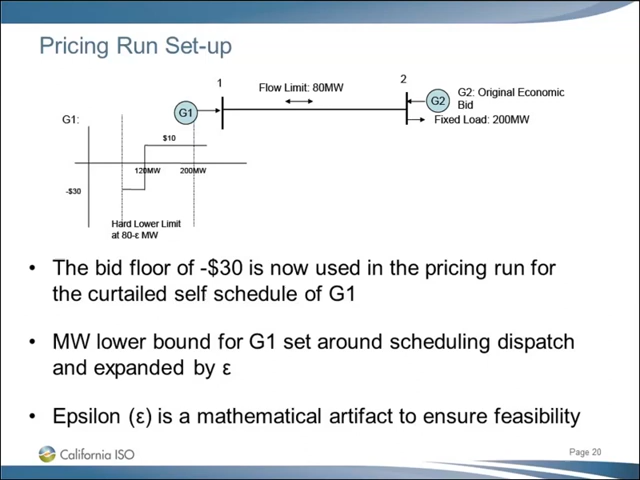 Pricing Run Set-up
1
2
Flow Limit: 80MW
G1
G2
G2: Original Economic
Bid
Fixed Load: 200MW
G1:
$10
120MW
200MW
-$30
Hard Lower Limit
at 80-ε MW
• The bid floor of -$30 is now used in the pricing run for
the curtailed self schedule of G1
• MW lower bound for G1 set around scheduling dispatch
and expanded by ε
• Epsilon (ε) is a mathematical artifact to ensure feasibility
California ISO
Page 20